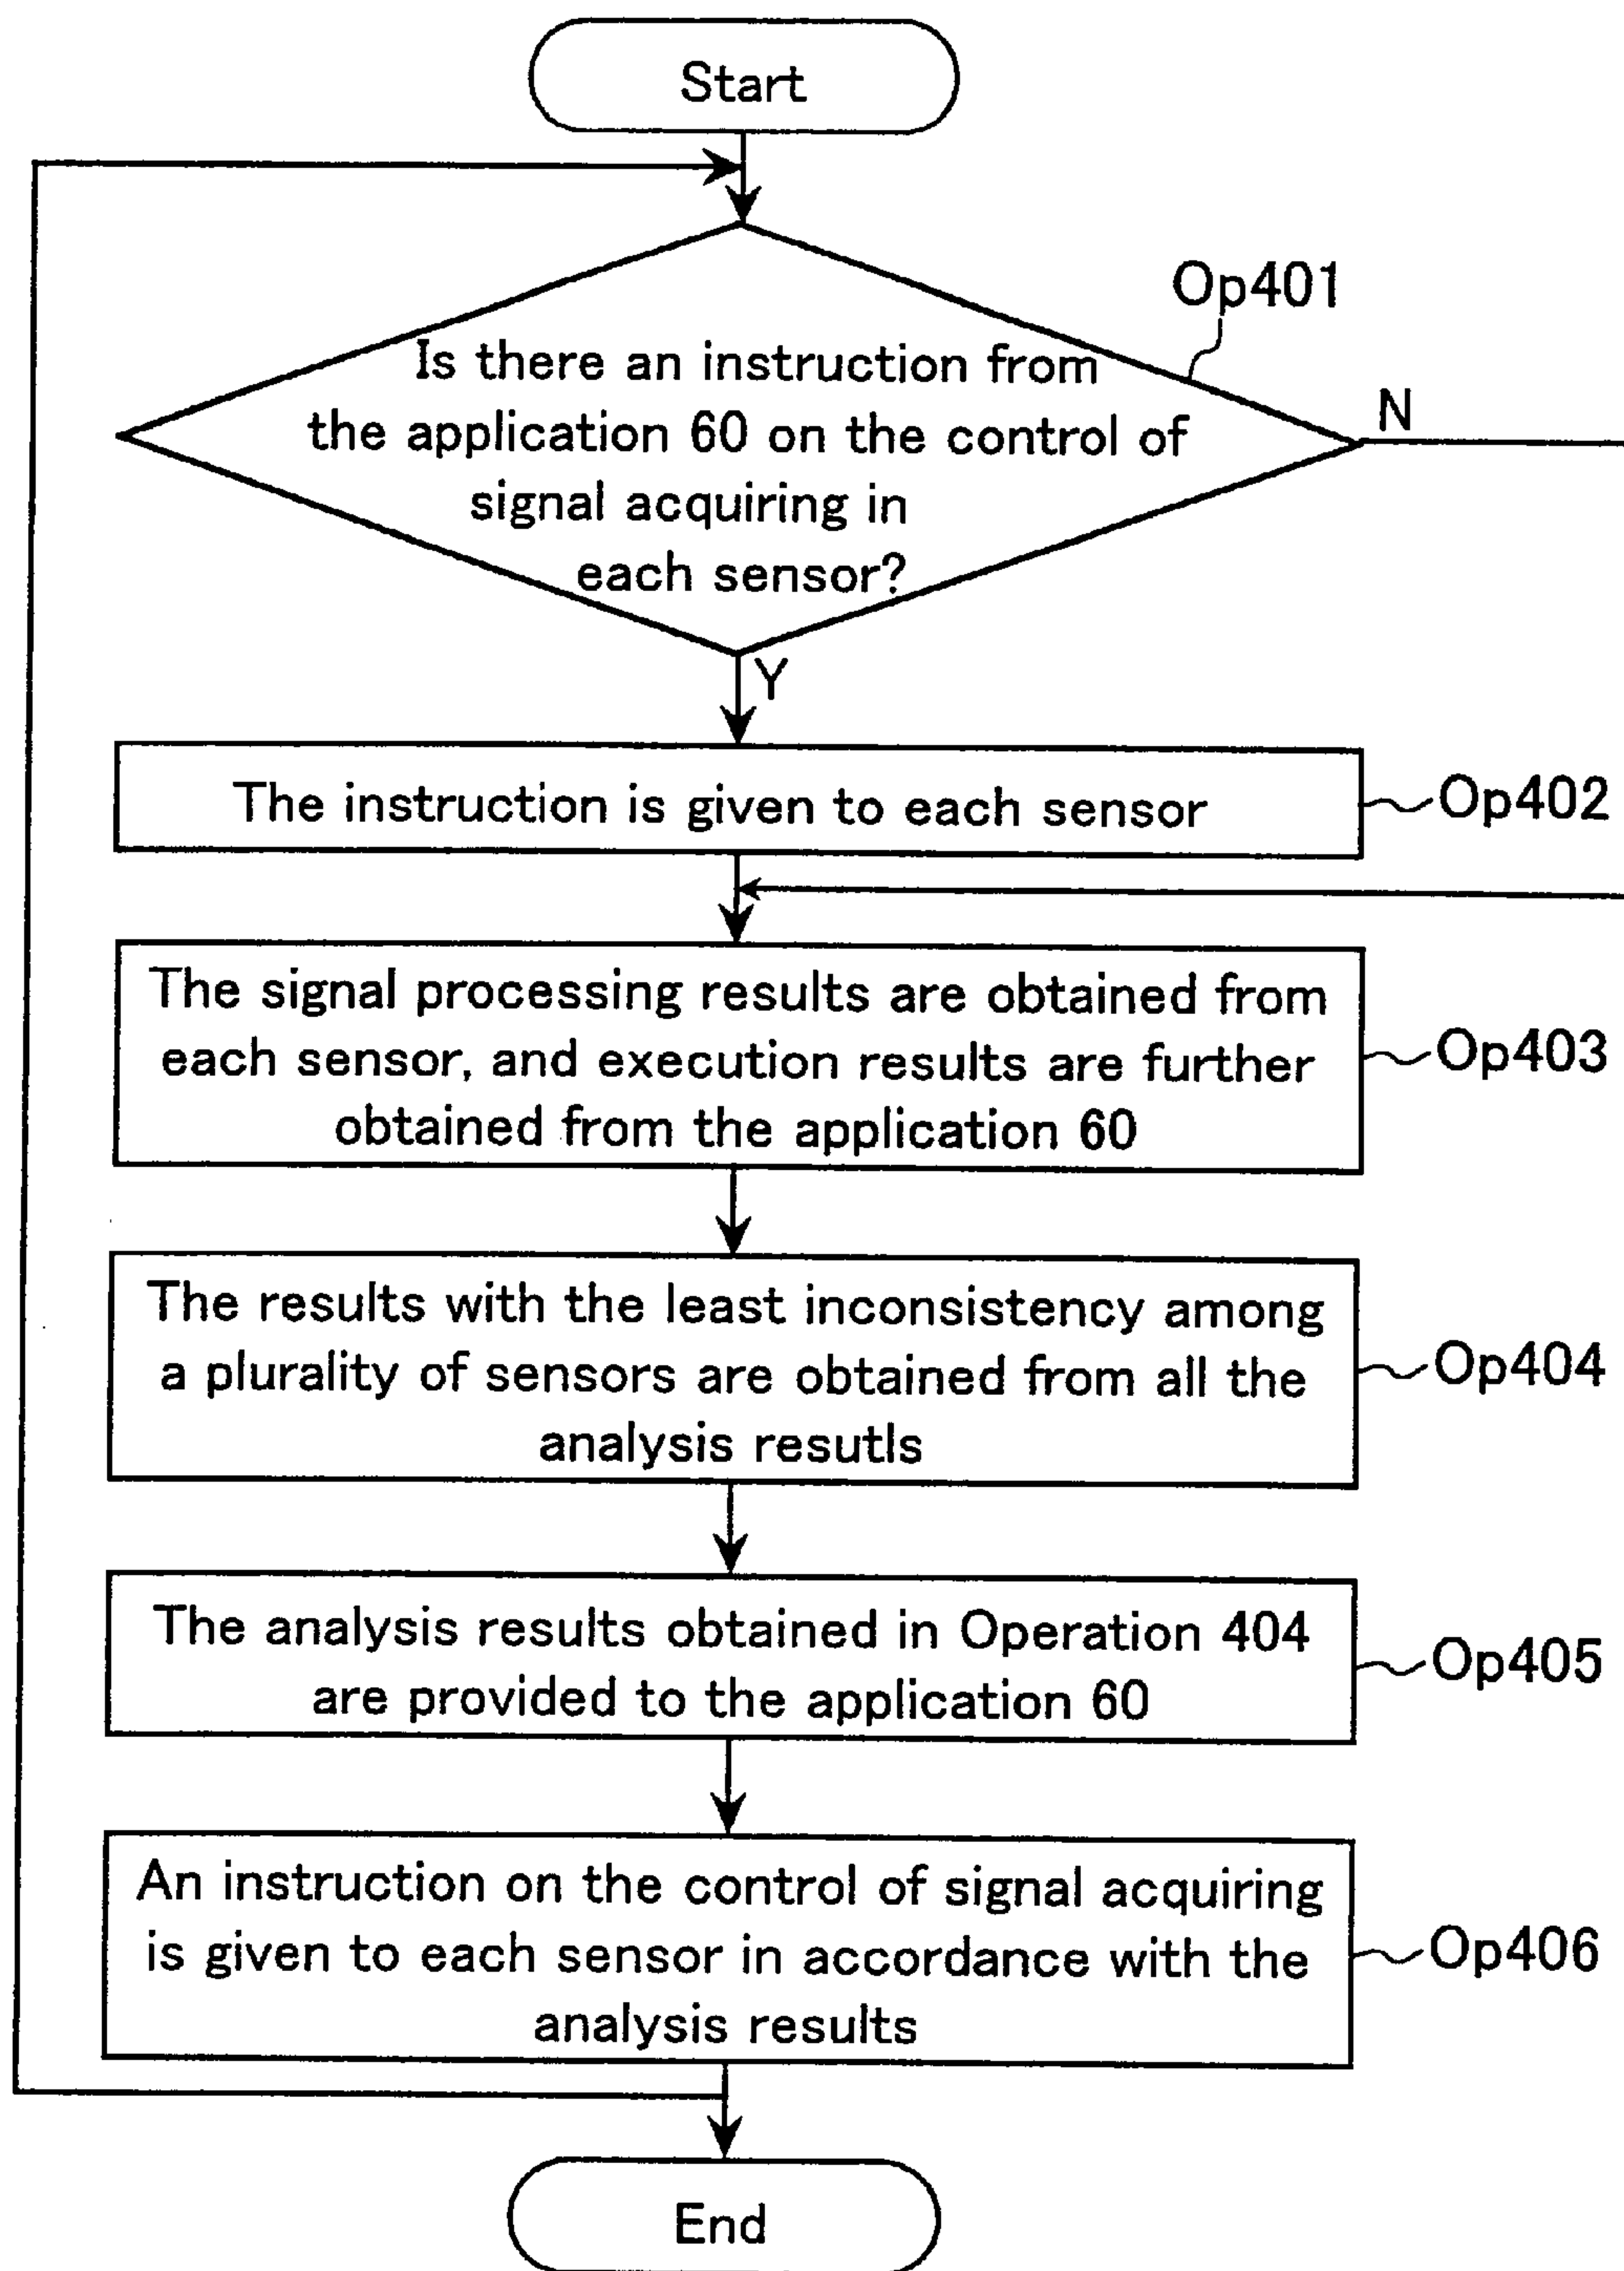 Start
Op401
Is there an instruction from
the application 60 on the control of
signal acquiring in
each sensor?
N
Y
The instruction is given to each sensor
Op402
The signal processing results are obtained from
each sensor, and execution results are further
obtained from the application 60
Op403
The results with the least inconsistency among
a plurality of sensors are obtained from all the
analysis resutls
Op404
The analysis results obtained in Operation 404
are provided to the application 60
Op405
An instruction on the control of signal acquiring
is given to each sensor in accordance with the
analysis results
Op406
End